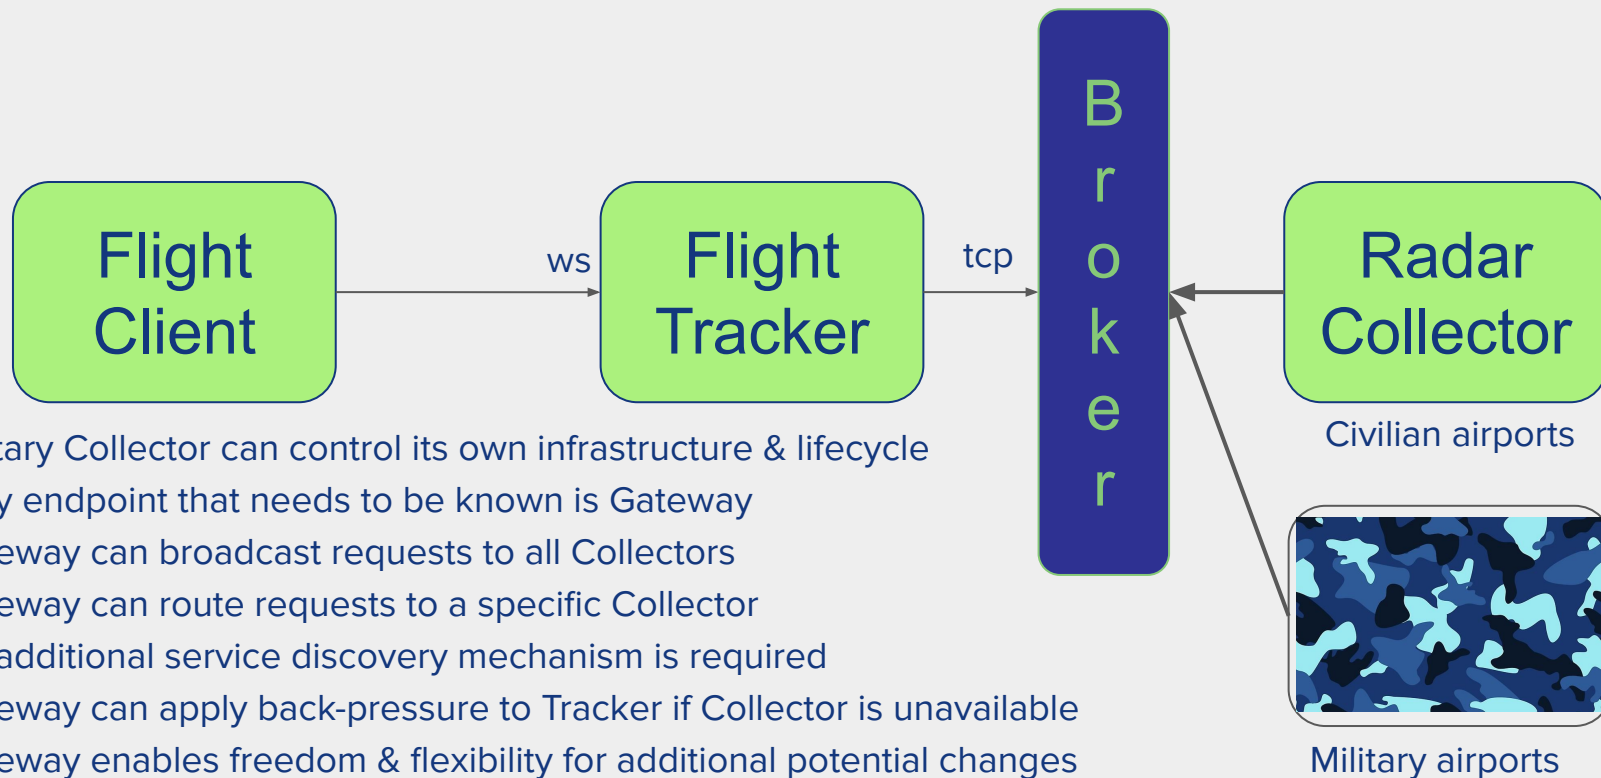 Flight
Client
ws
Flight
Tracker
tcp
Broker
Radar
Collector
Civilian airports
Military airports
tary Collector can control its own infrastructure & lifecycle
y endpoint that needs to be known is Gateway
eway can broadcast requests to all Collectors
eway can route requests to a specific Collector
additional service discovery mechanism is required
eway can apply back-pressure to Tracker if Collector is unavailable
eway enables freedom & flexibility for additional potential changes